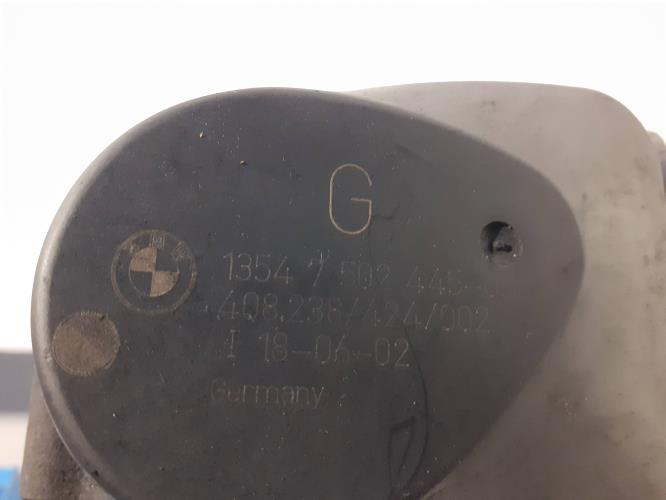 G
1354 7 502 445-
408.238/424/002
I 18-06-02
Germany